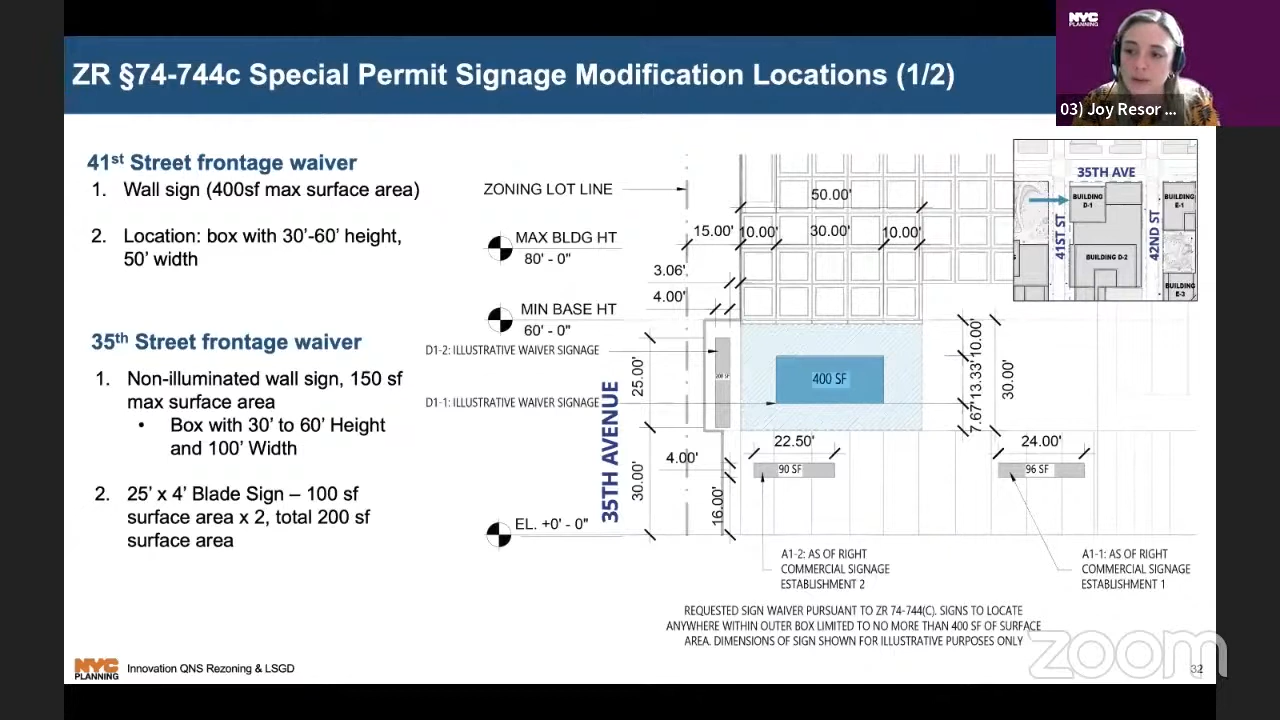 ZR §74-744c Special Permit Signage Modification Locations (1/2)
NYC
PLANNING
03) Joy Resor ...
41st Street frontage waiver
1. Wall sign (400sf max surface area)
2. Location: box with 30’-60’ height,
50’ width
35th Street frontage waiver
1. Non-illuminated wall sign, 150 sf
max surface area
• Box with 30’ to 60’ Height
and 100’ Width
2. 25’ x 4’ Blade Sign – 100 sf
surface area x 2, total 200 sf
surface area
ZONING LOT LINE
MAX BLDG HT
80' - 0"
MIN BASE HT
60' - 0"
D1-2: ILLUSTRATIVE WAIVER SIGNAGE
D1-1: ILLUSTRATIVE WAIVER SIGNAGE
35TH AVENUE
EL. +0' - 0"
50.00'
15.00'
10.00'
30.00'
10.00'
3.06'
4.00'
25.00'
30.00'
4.00'
16.00'
400 SF
10.00'
13.33'
7.67'
30.00'
22.50'
90 SF
24.00'
96 SF
A1-2: AS OF RIGHT
COMMERCIAL SIGNAGE
ESTABLISHMENT 2
A1-1: AS OF RIGHT
COMMERCIAL SIGNAGE
ESTABLISHMENT 1
35TH AVE
BUILDING
D-1
BUILDING
E-1
41ST ST
42ND ST
BUILDING D-2
BUILDING
E-3
REQUESTED SIGN WAIVER PURSUANT TO ZR 74-744(C). SIGNS TO LOCATE
ANYWHERE WITHIN OUTER BOX LIMITED TO NO MORE THAN 400 SF OF SURFACE
AREA. DIMENSIONS OF SIGN SHOWN FOR ILLUSTRATIVE PURPOSES ONLY
NYC
PLANNING
Innovation QNS Rezoning & LSGD
zoom
32